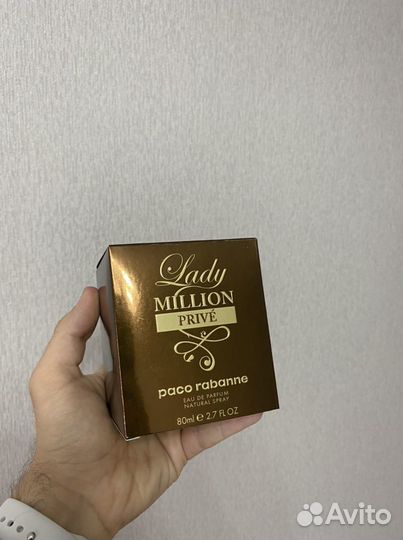 Lady
MILLION
PRIVÉ
paco rabanne
EAU DE PARFUM
NATURAL SPRAY
80ml e 2.7 FL OZ
Avito